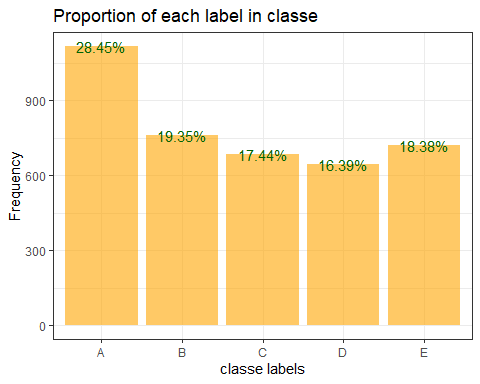 Proportion of each label in classe
28.45%
19.35%
17.44%
16.39%
18.38%
900
600
300
0
Frequency
A B C D E
classe labels